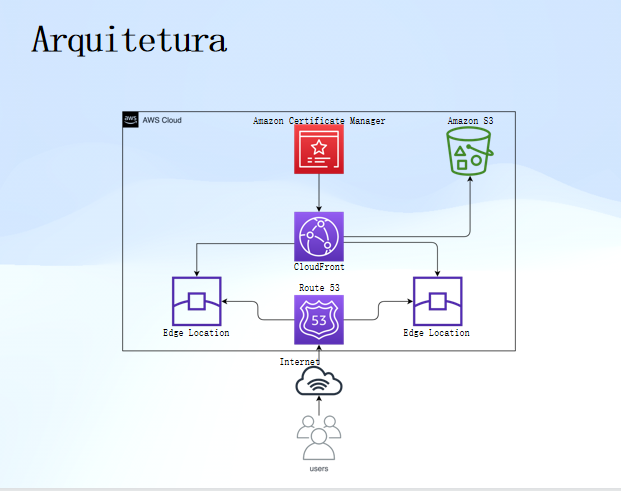 Arquitetura
aws AWS Cloud
Amazon Certificate Manager
Amazon S3
CloudFront
Route 53
53
Edge Location
Edge Location
Internet
users